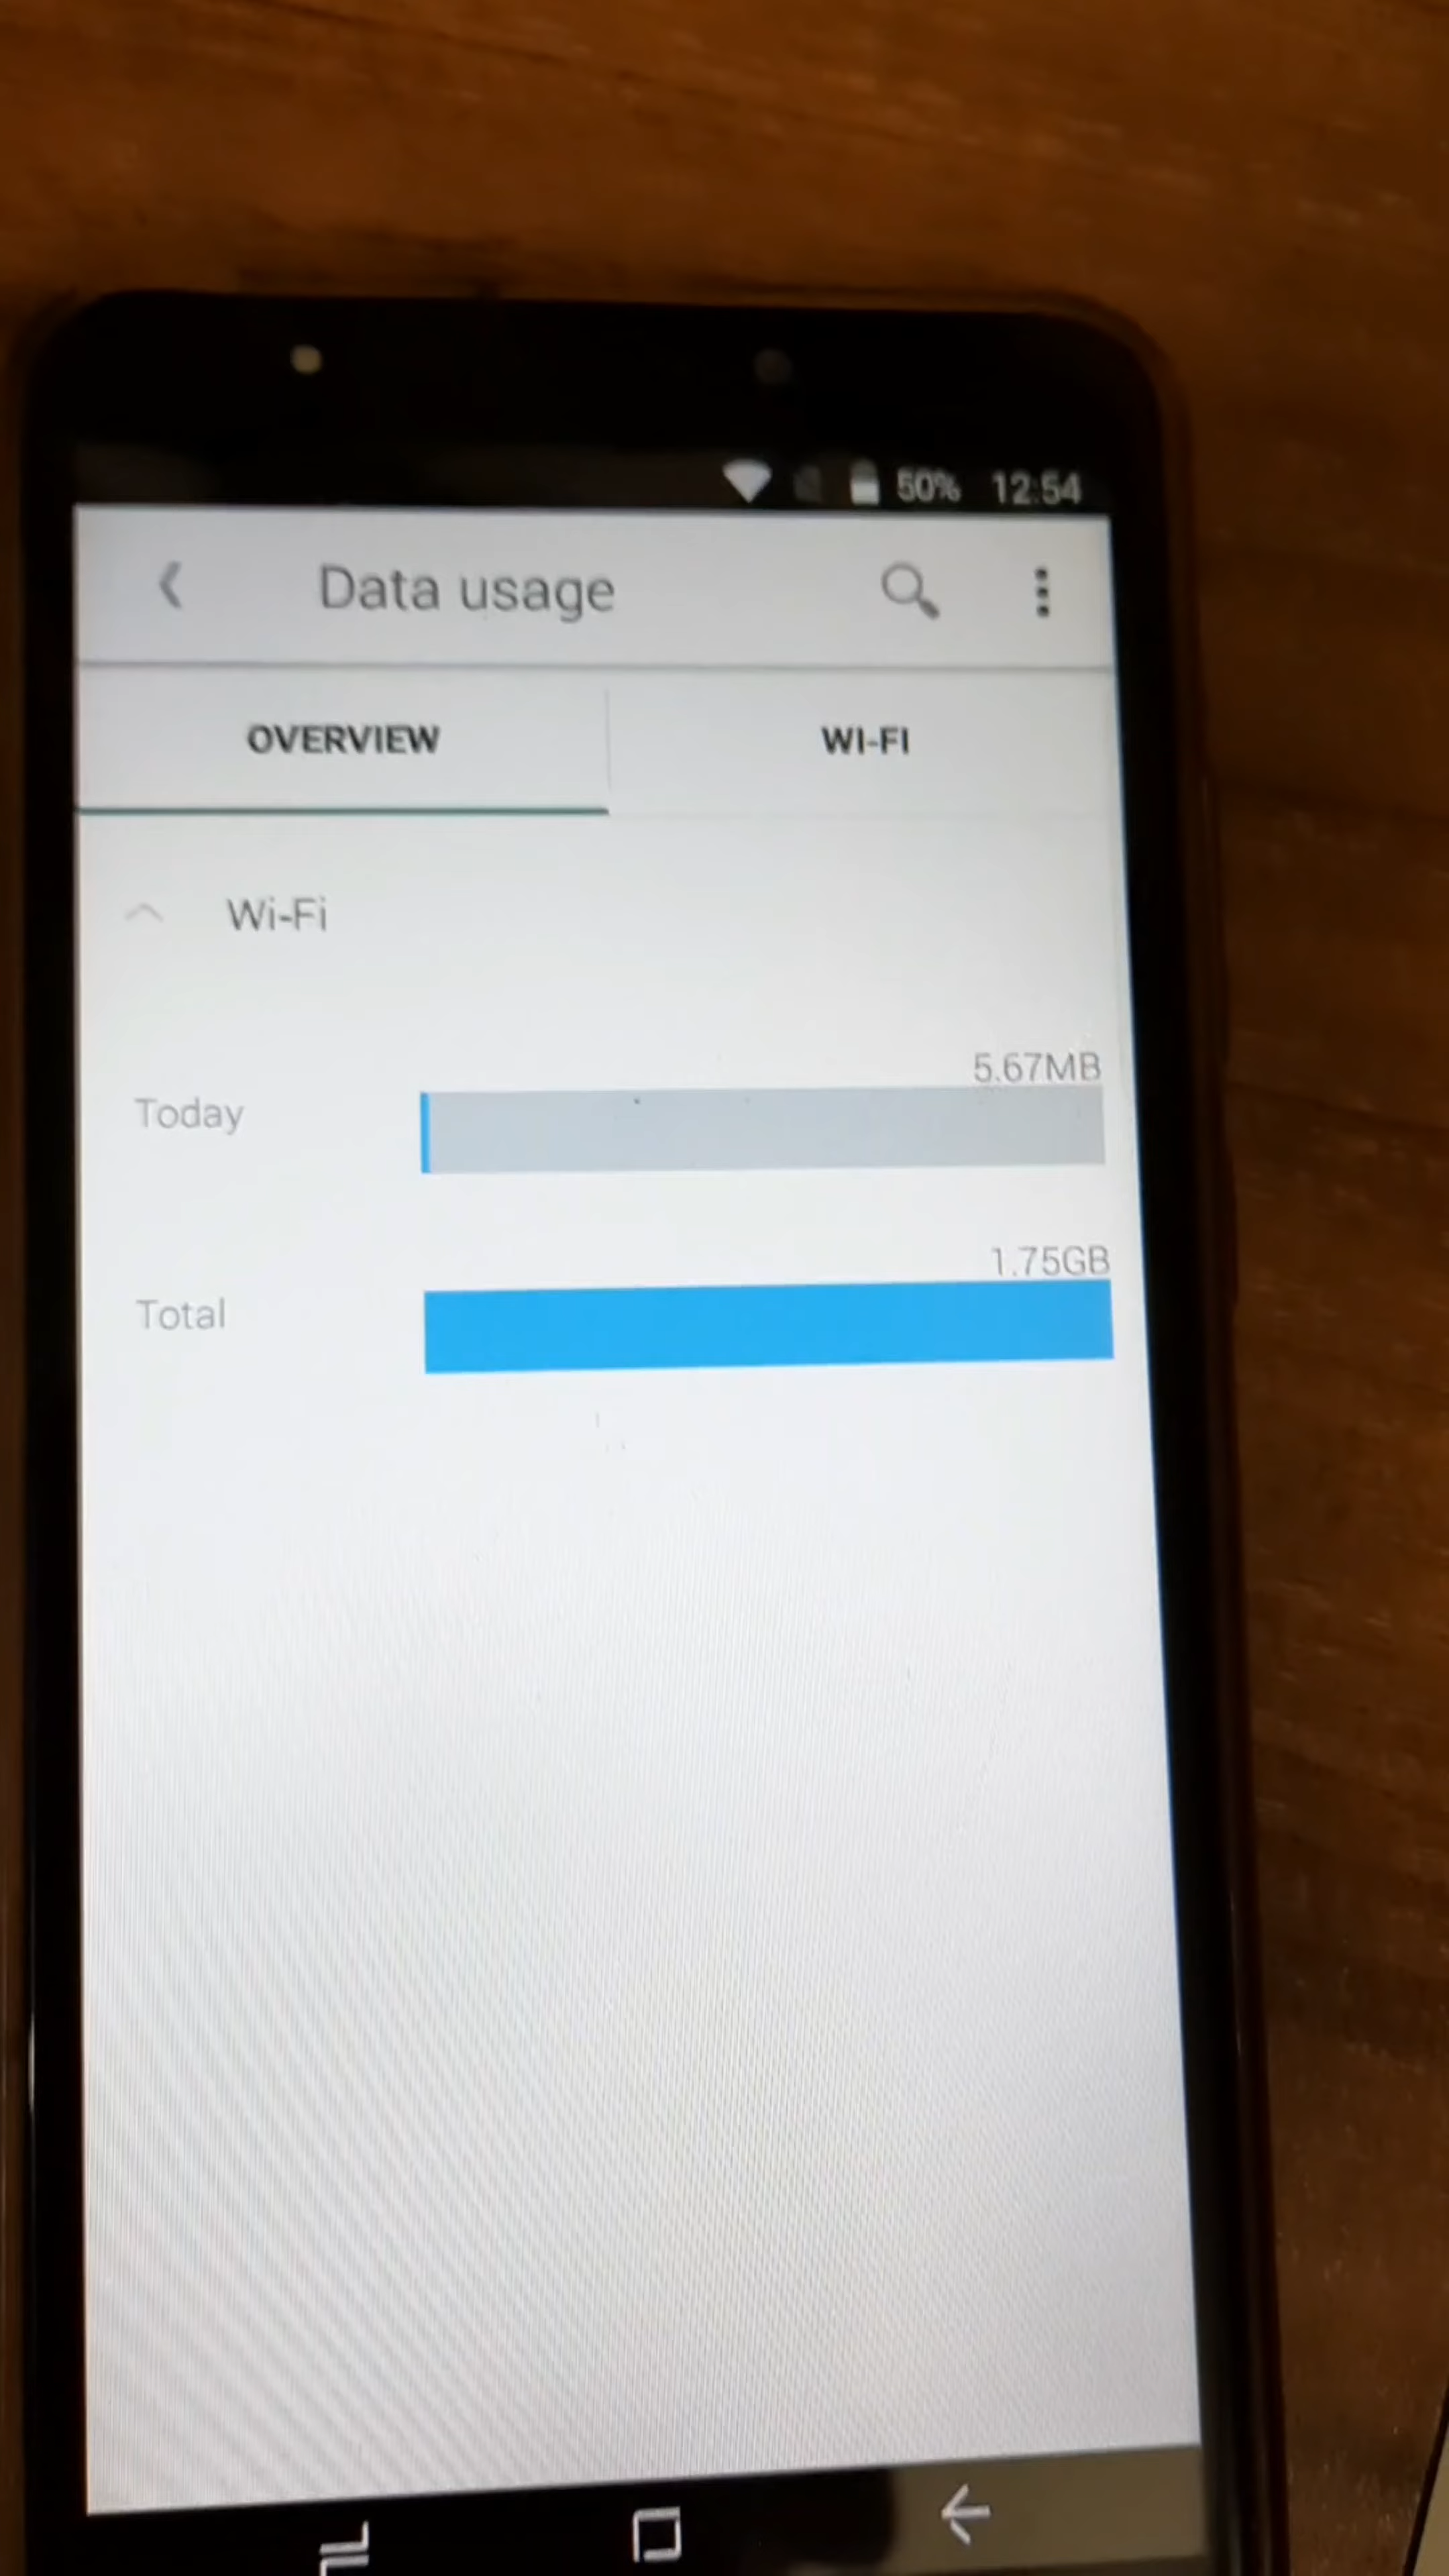 50% 12:54
Data usage
OVERVIEW WI-FI
Wi-Fi
5.67MB
Today
1.75GB
Total